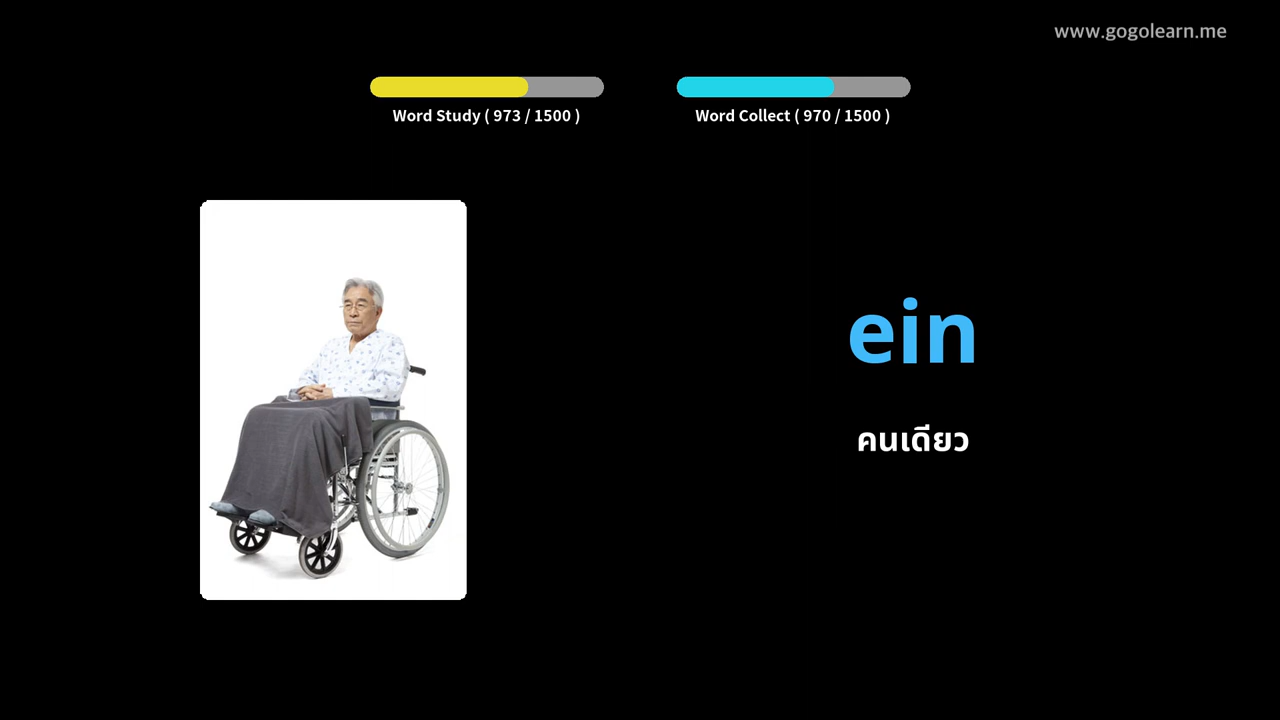 www.gogolearn.me
Word Study ( 973 / 1500 )
Word Collect ( 970 / 1500 )
ein
คนเดียว